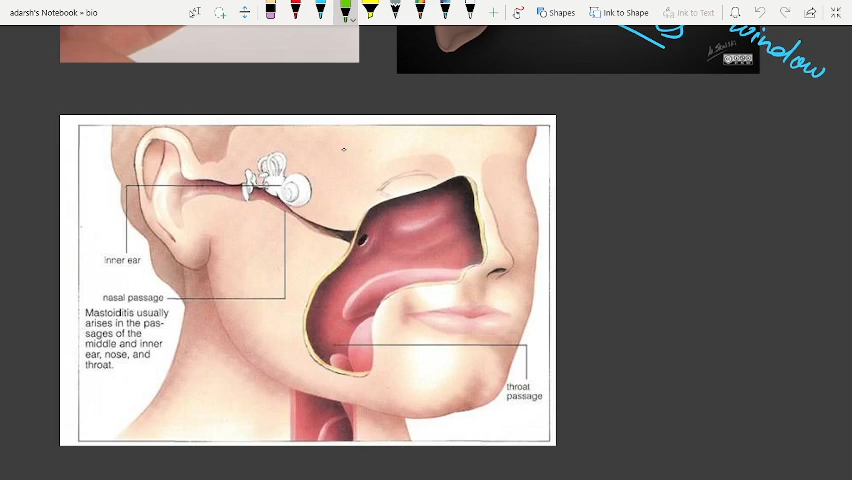 adarsh's Notebook » bio
Shapes
Ink to Shape
Ink to Text
window
inner ear
nasal passage
Mastoiditis usually
arises in the pas-
sages of the
middle and inner
ear, nose, and
throat.
throat
passage